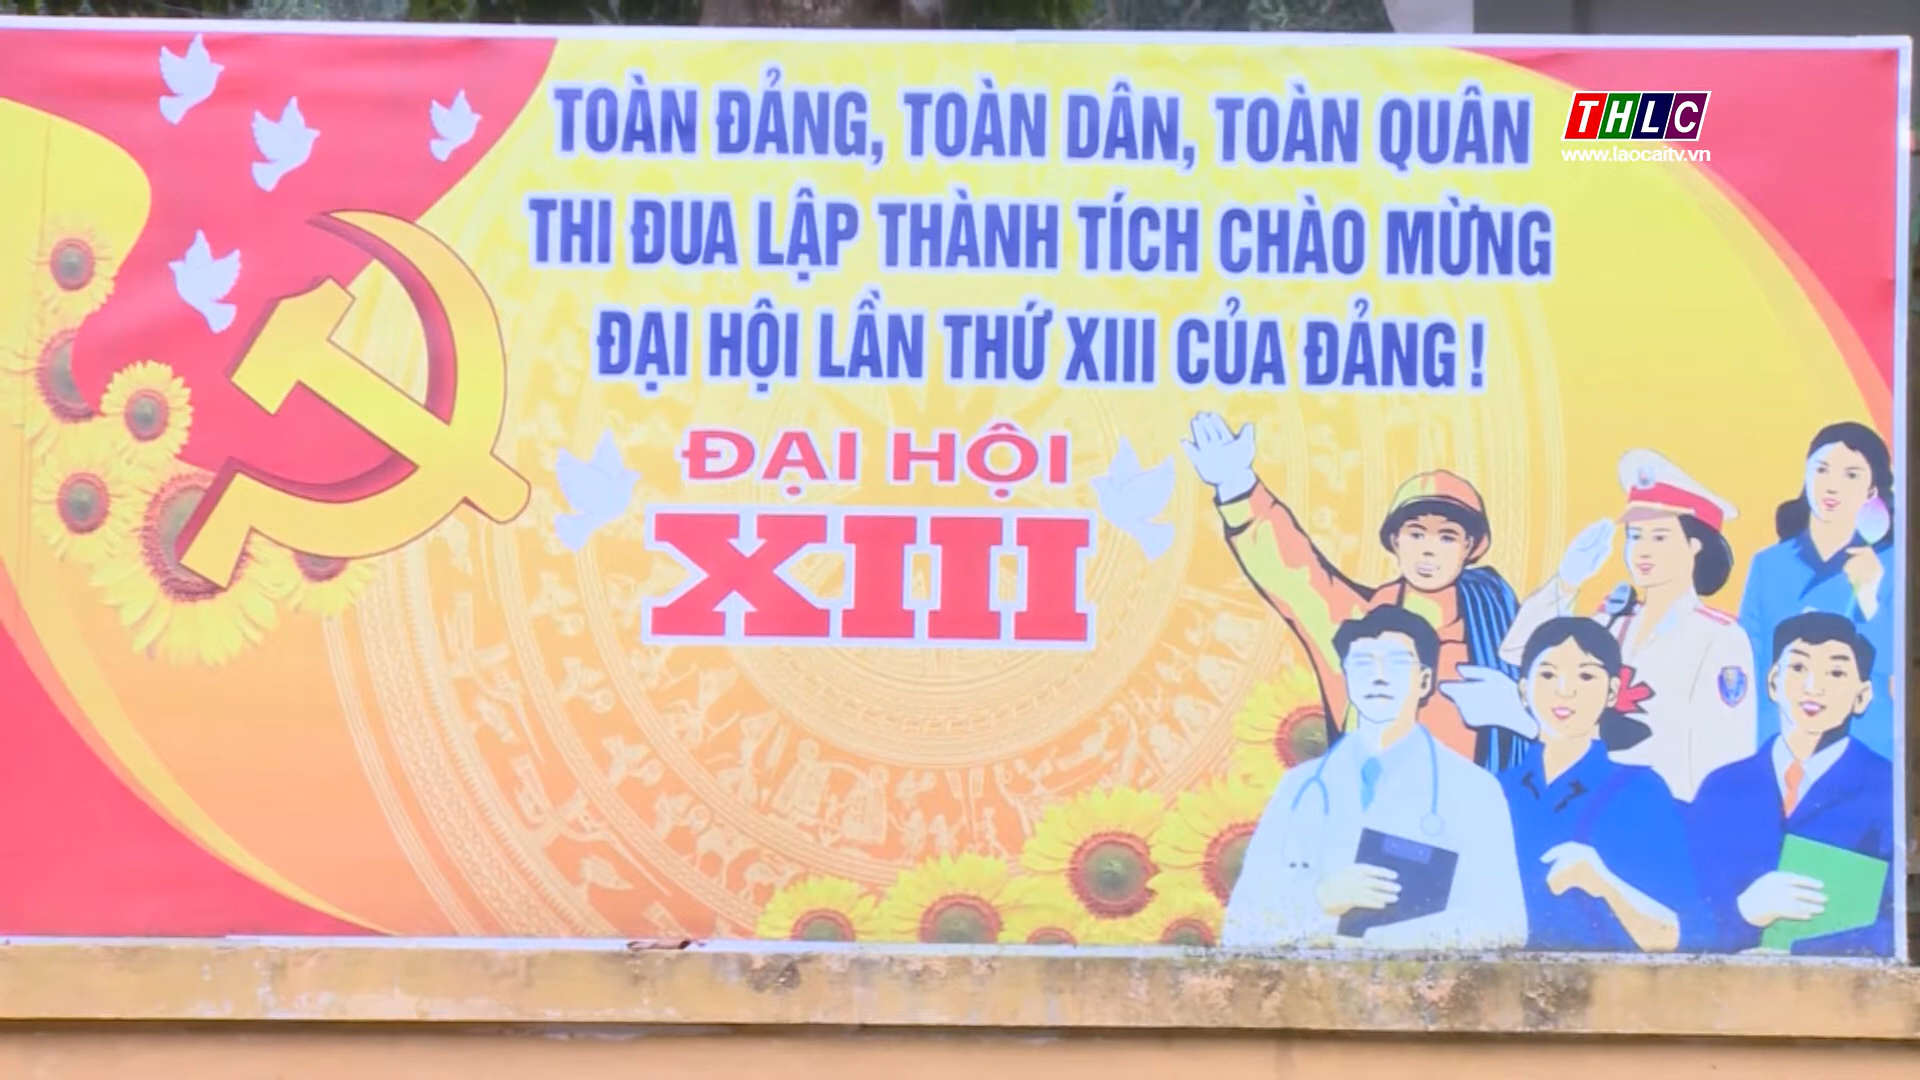 TOÀN ĐẢNG, TOÀN DÂN, TOÀN QUÂN
THI ĐUA LẬP THÀNH TÍCH CHÀO MỪNG
ĐẠI HỘI LẦN THỨ XIII CỦA ĐẢNG!
ĐẠI HỘI
XIII
THLC
www.laocaitv.vn